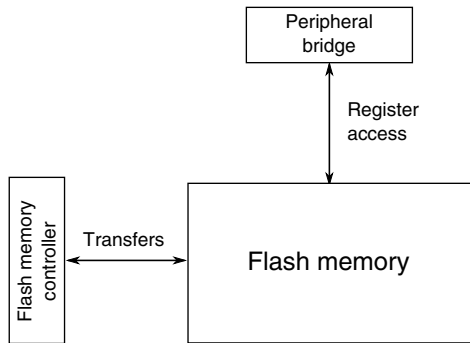 Peripheral
bridge
Register
access
Flash memory
controller
Transfers
Flash memory